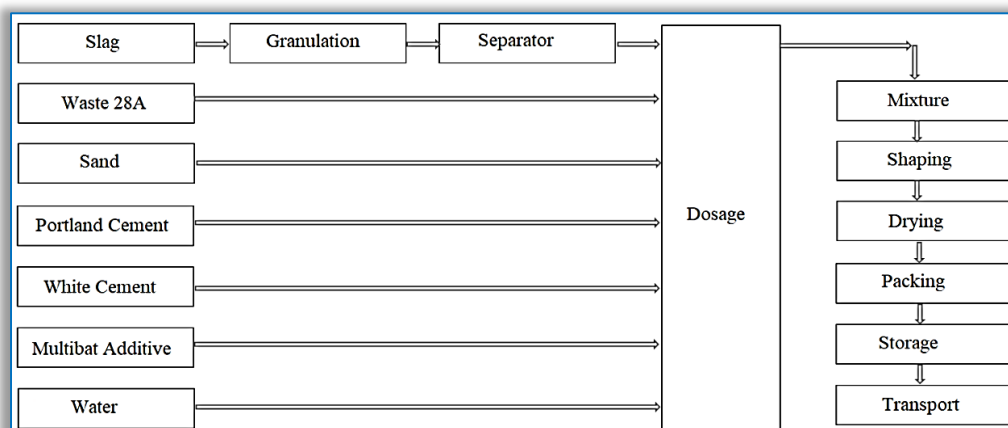 Slag
Granulation
Separator
Waste 28A
Sand
Portland Cement
White Cement
Multibat Additive
Water
Dosage
Mixture
Shaping
Drying
Packing
Storage
Transport